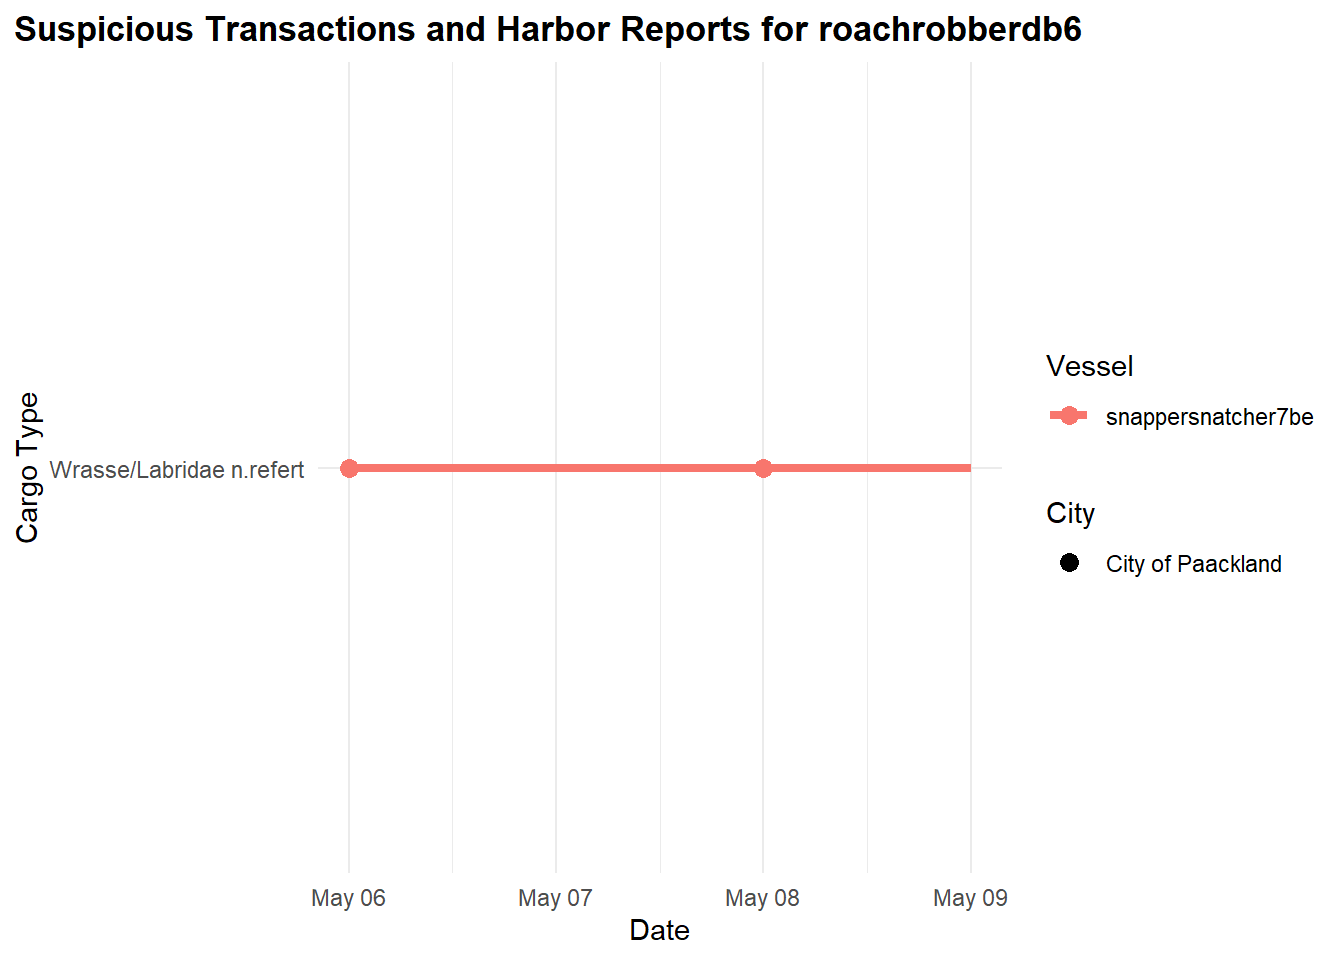 Suspicious Transactions and Harbor Reports for roachrobberdb6
Cargo Type
Wrasse/Labridae n.refert
May 06
May 07
May 08
May 09
Date
Vessel
snappersnatcher7be
City
City of Paackland